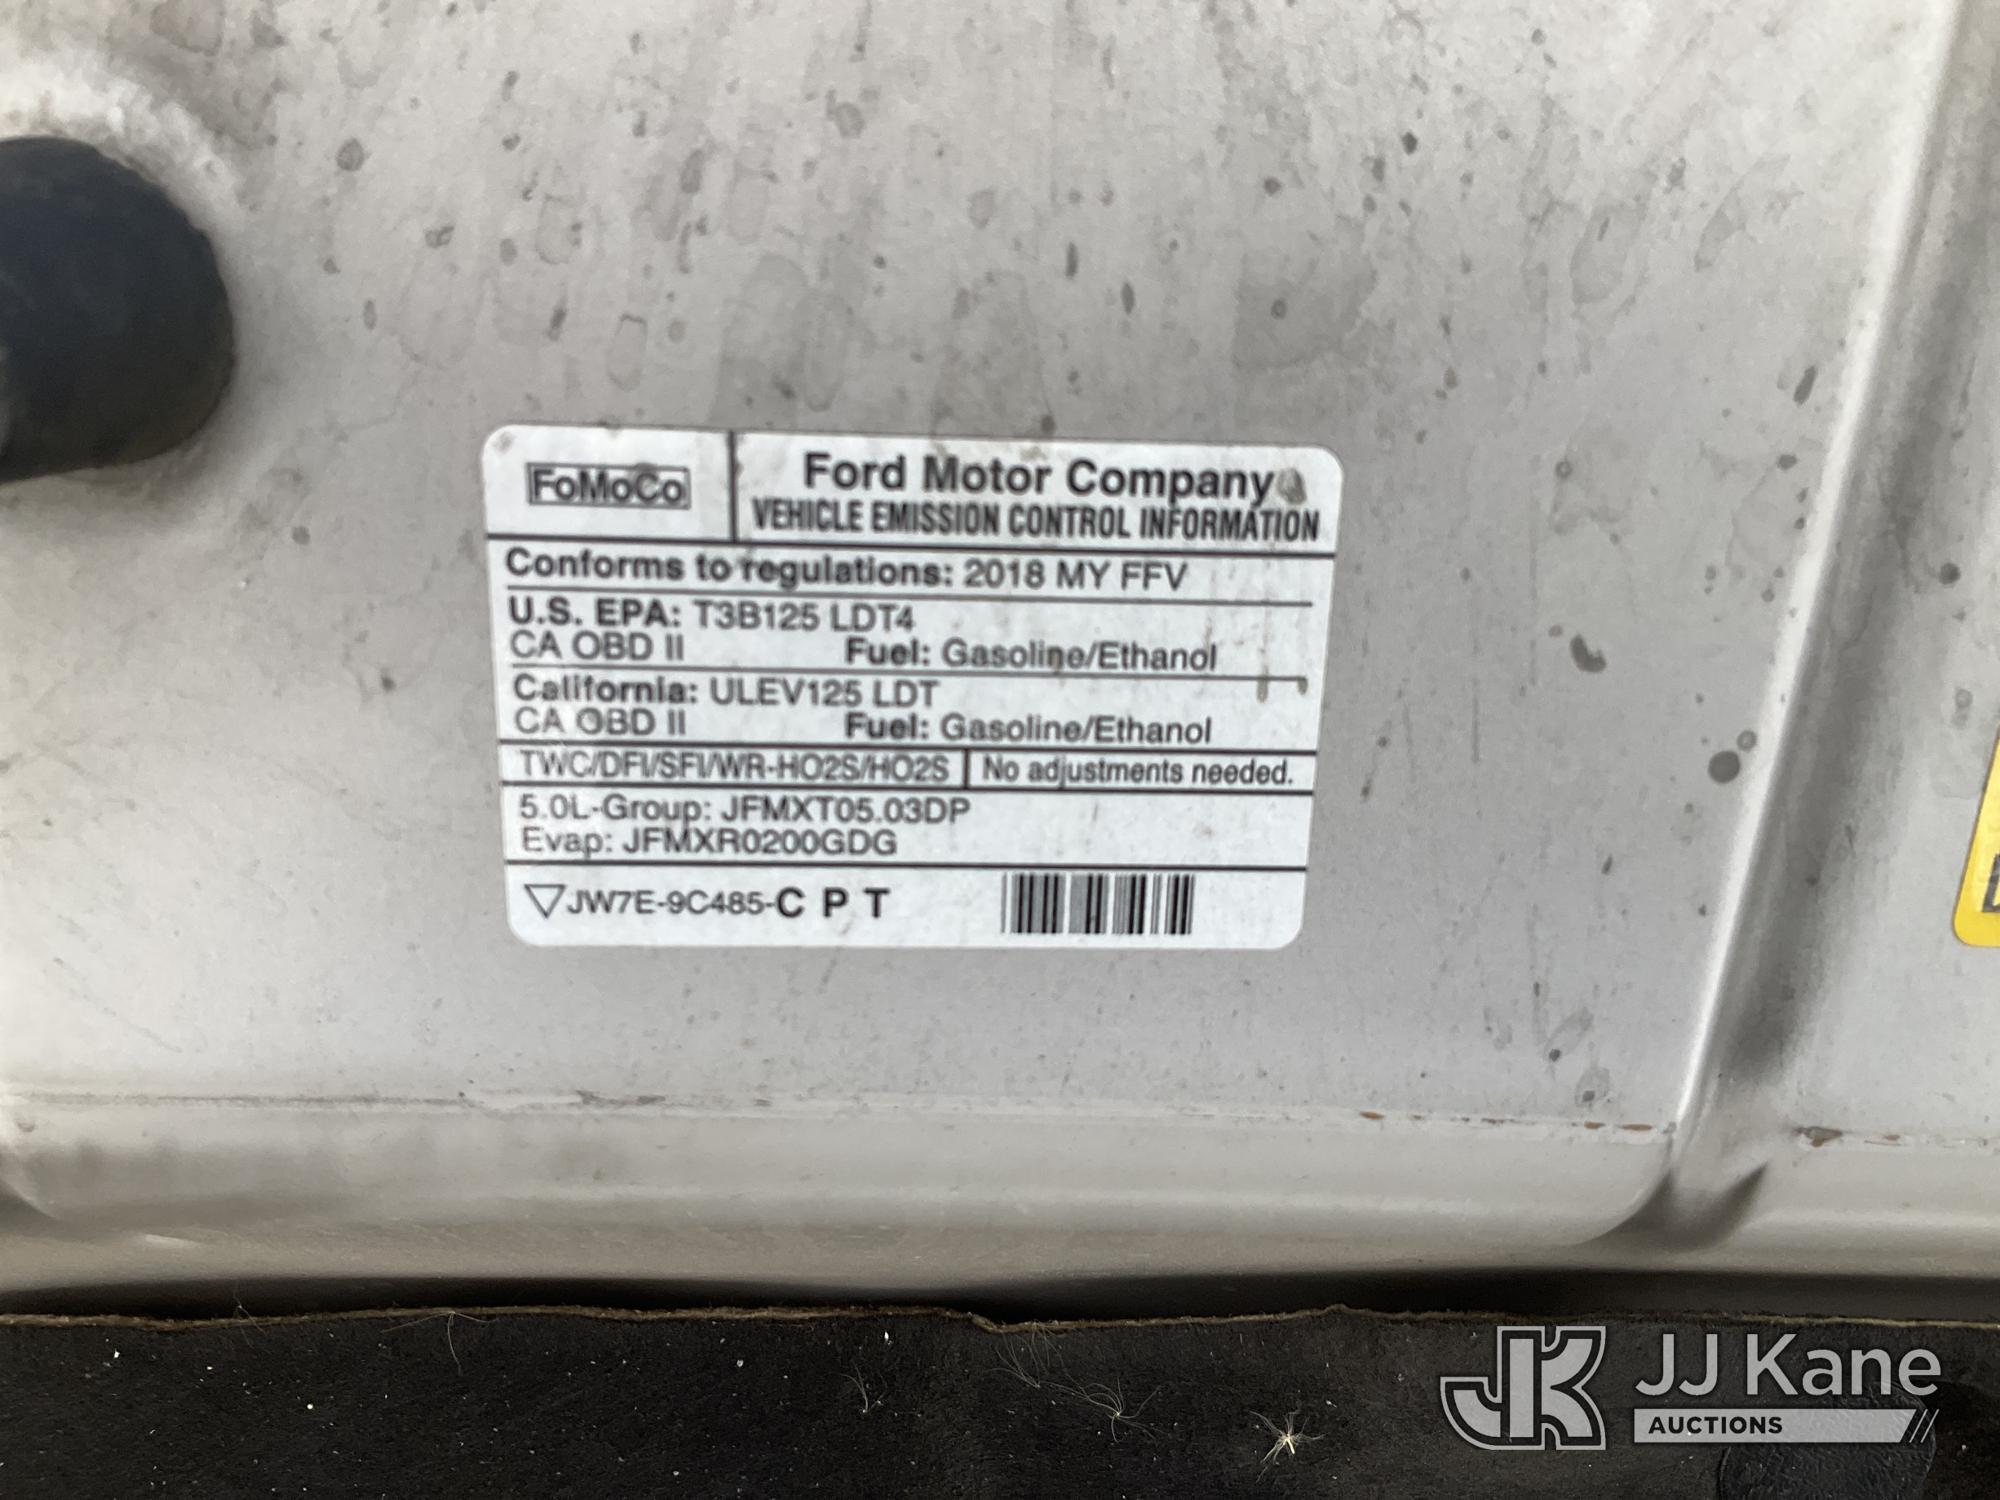 FoMoCo
Ford Motor Company
VEHICLE EMISSION CONTROL INFORMATION
Conforms to regulations: 2018 MY FFV
U.S. EPA: T3B125 LDT4
CA OBD II Fuel: Gasoline/Ethanol
California: ULEV125 LDT
CA OBD II Fuel: Gasoline/Ethanol
TWC/DFI/SFI/WR-HO2S/HO2S No adjustments needed.
5.0L-Group: JFMXT05.03DP
Evap: JFMXR0200GDG
JW7E-9C485-C P T
JK JJ Kane
AUCTIONS